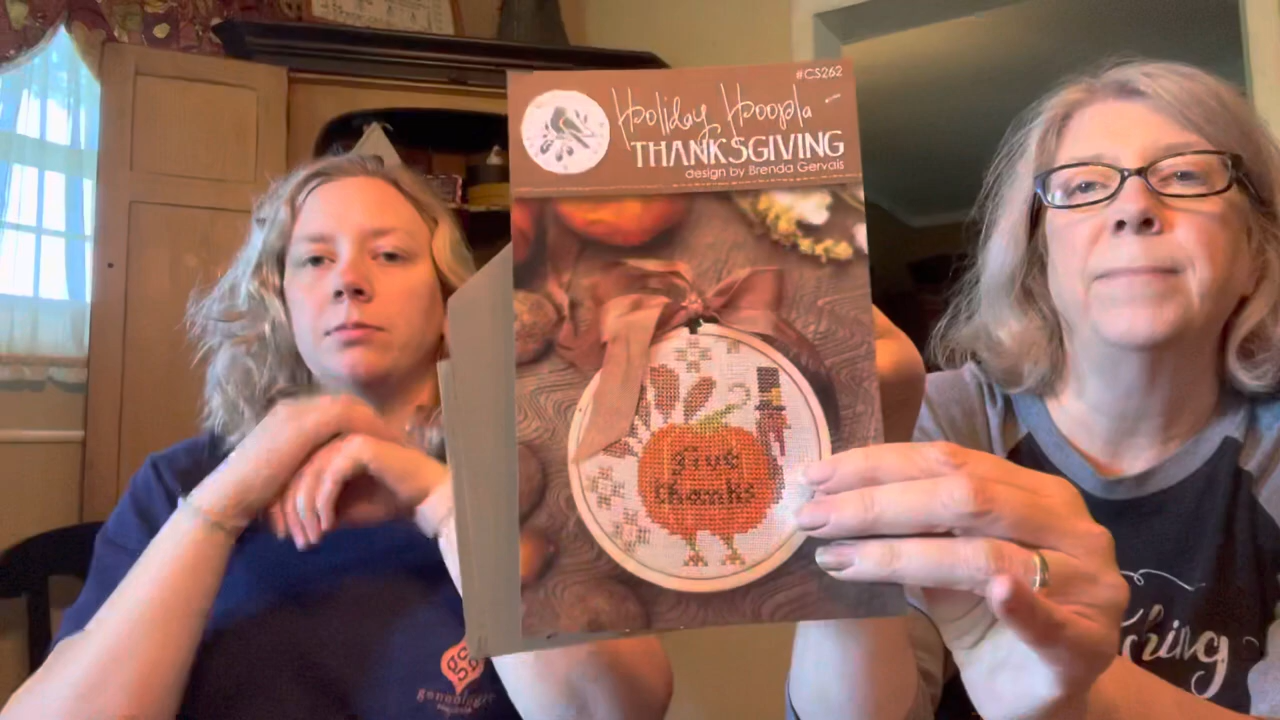 #CS262
Holiday Hoopla
THANKSGIVING
design by Brenda Gervais
give
thanks